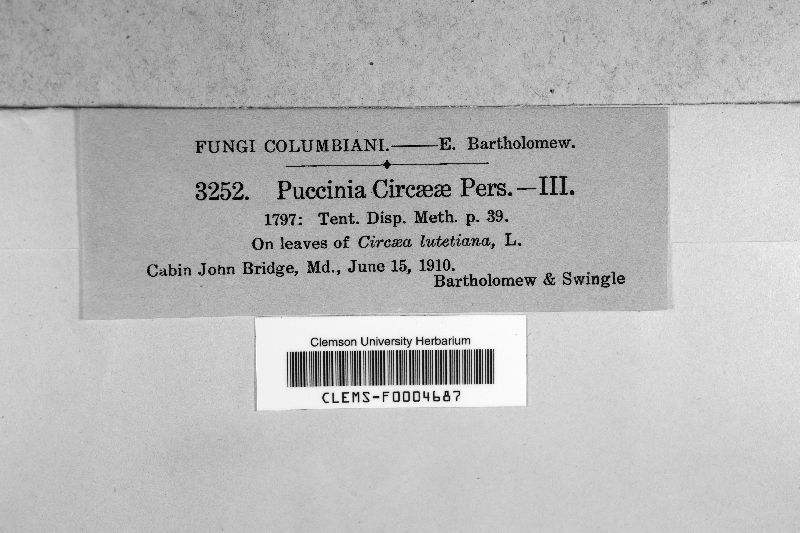 FUNGI COLUMBIANI.——E. Bartholomew.
3252. Puccinia Circææ Pers.—III.
1797: Tent. Disp. Meth. p. 39.
On leaves of Circæa lutetiana, L.
Cabin John Bridge, Md., June 15, 1910.
Bartholomew & Swingle
Clemson University Herbarium
CLEMS-F0004687